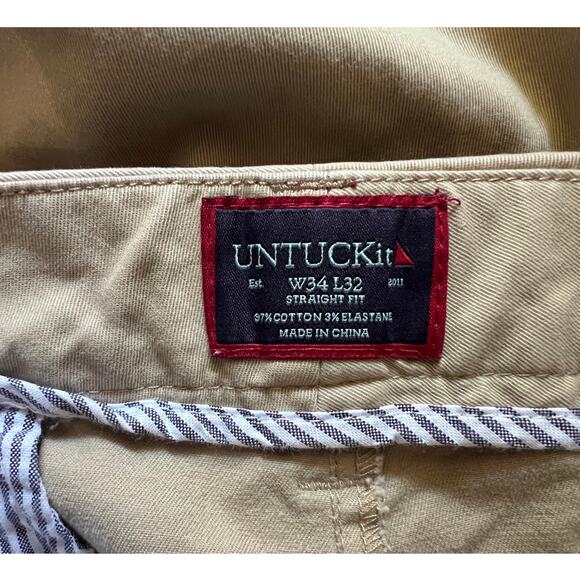 UNTUCKit
Est. W34 L32 2011
STRAIGHT FIT
97% COTTON 3% ELASTANE
MADE IN CHINA